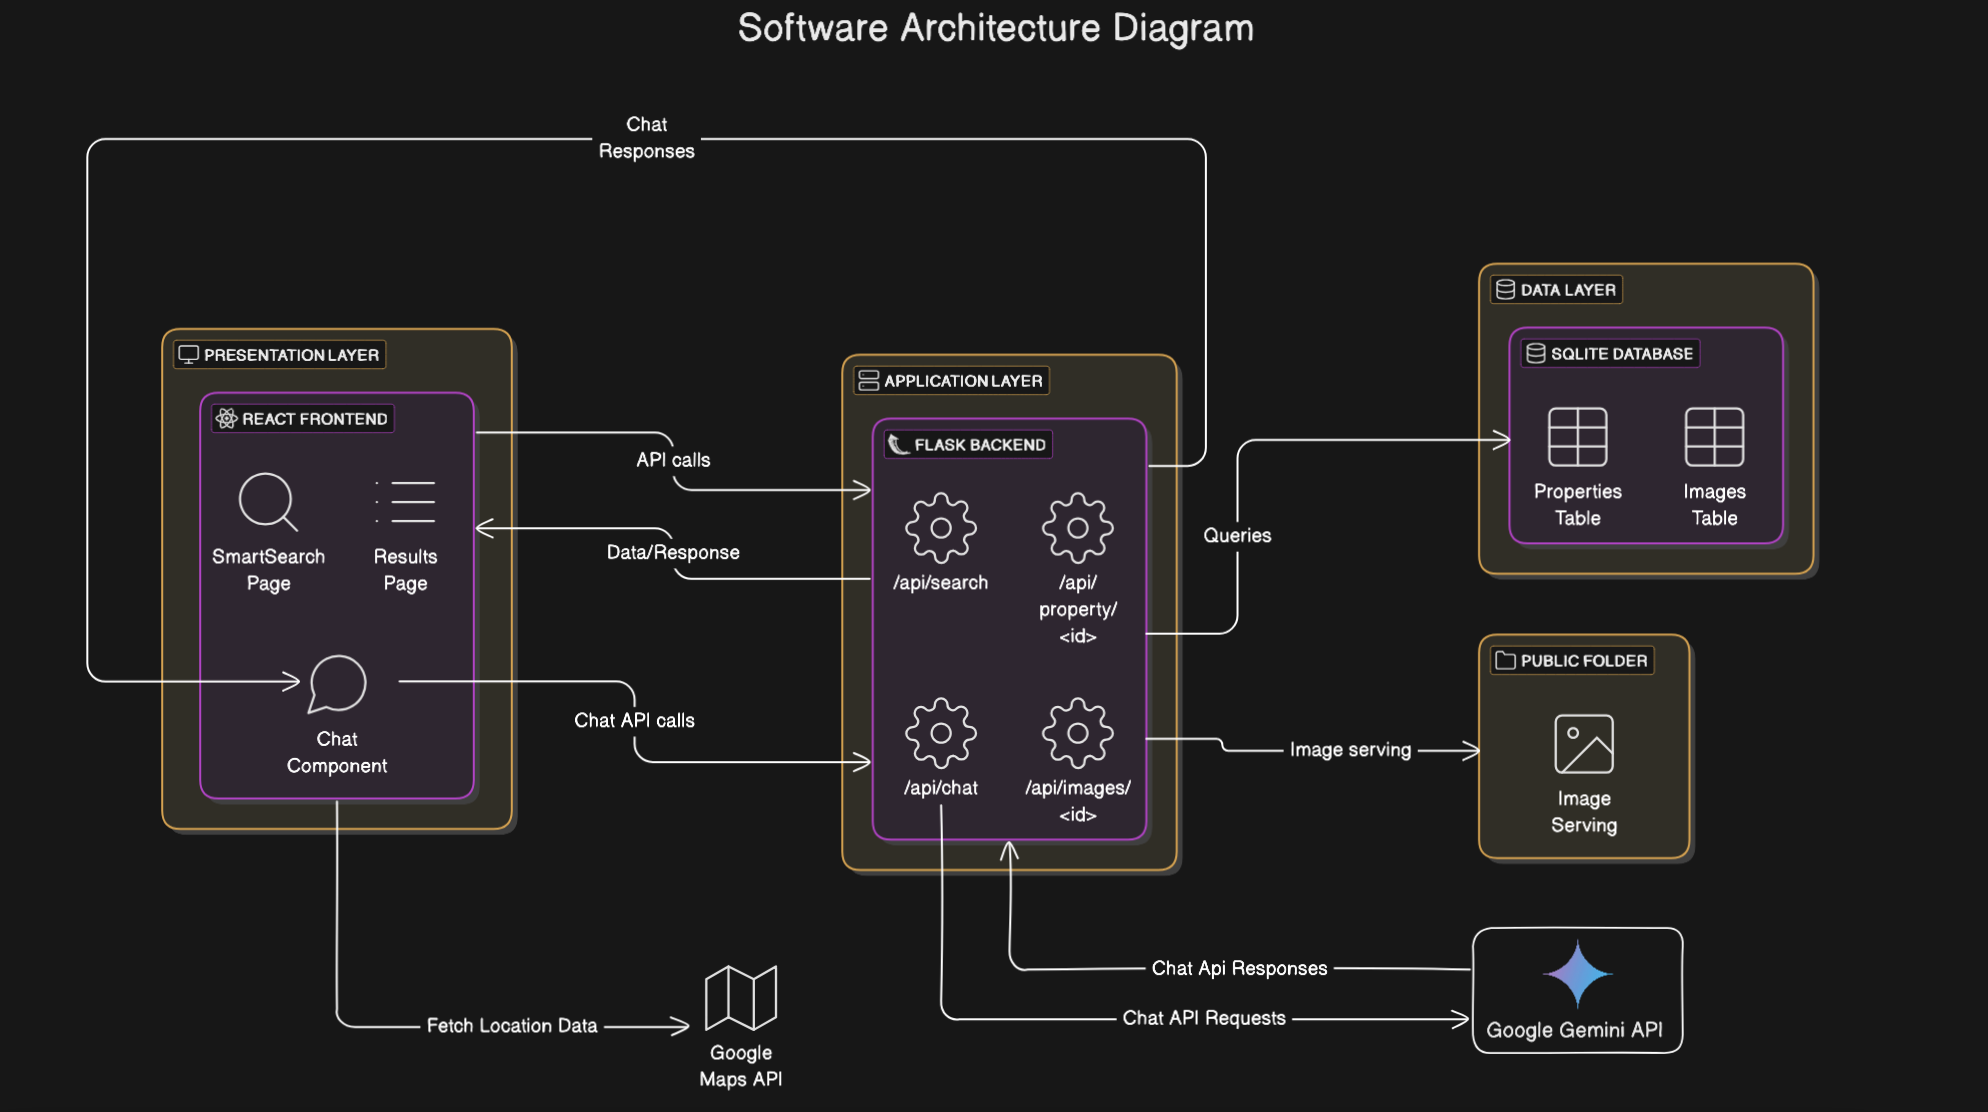 Software Architecture Diagram
Chat
Responses
PRESENTATION LAYER
REACT FRONTEND
SmartSearch
Page
Results
Page
Chat
Component
API calls
Data/Response
Chat API calls
APPLICATION LAYER
FLASK BACKEND
/api/search
/api/
property/
<id>
/api/chat
/api/images/
<id>
Queries
DATA LAYER
SQLITE DATABASE
Properties
Table
Images
Table
Image serving
PUBLIC FOLDER
Image
Serving
Chat Api Responses
Chat API Requests
Google Gemini API
Fetch Location Data
Google
Maps API